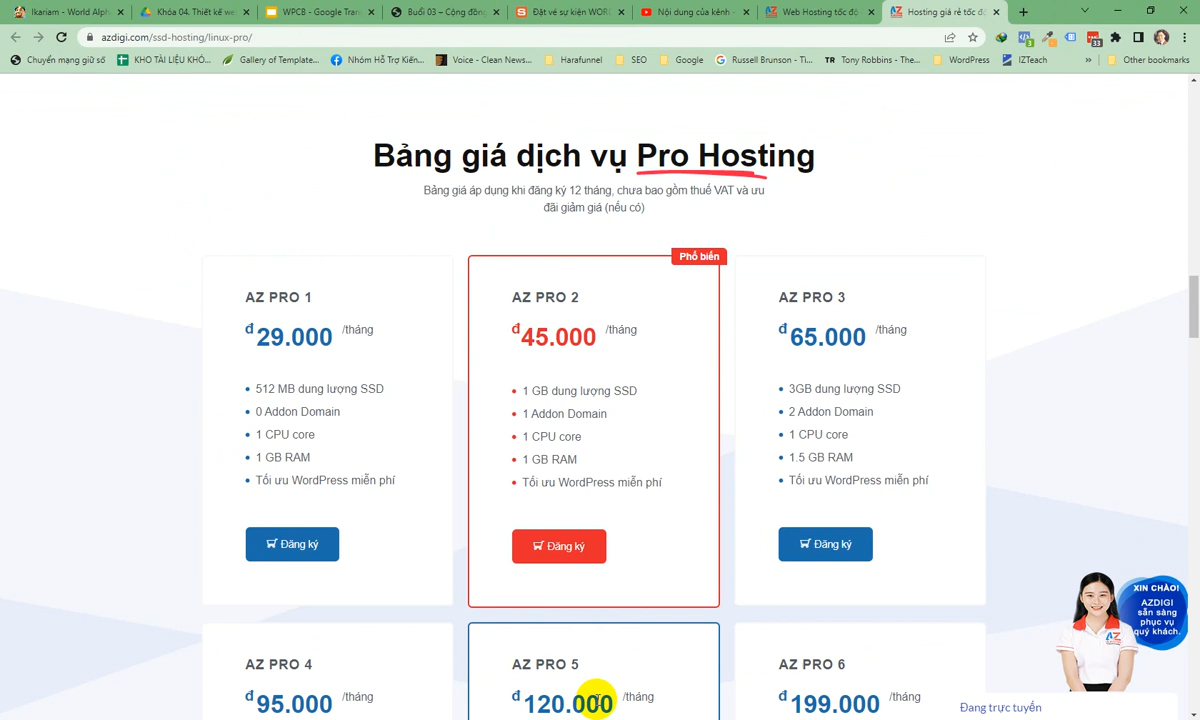 Ikariam - World Alph
Khóa 04. Thiết kế we
WPCB - Google Tran
Buổi 03 – Cộng đồng
Đặt vé sự kiện WOR
Nội dung của kênh -
Web Hosting tốc độ
Hosting giá rẻ tốc đ
azdigi.com/ssd-hosting/linux-pro/
3
33
Chuyển mạng giữ số
KHO TÀI LIỆU KHÓ...
Gallery of Template...
Nhóm Hỗ Trợ Kiến...
Voice - Clean News...
Harafunnel
SEO
Google
Russell Brunson - Ti...
TR Tony Robbins - The...
WordPress
IZTeach
»
Other bookmarks
Bảng giá dịch vụ Pro Hosting
Bảng giá áp dụng khi đăng ký 12 tháng, chưa bao gồm thuế VAT và ưu
đãi giảm giá (nếu có)
AZ PRO 1
đ29.000 /tháng
512 MB dung lượng SSD
0 Addon Domain
1 CPU core
1 GB RAM
Tối ưu WordPress miễn phí
Đăng ký
Phổ biến
AZ PRO 2
đ45.000 /tháng
1 GB dung lượng SSD
1 Addon Domain
1 CPU core
1 GB RAM
Tối ưu WordPress miễn phí
Đăng ký
AZ PRO 3
đ65.000 /tháng
3GB dung lượng SSD
2 Addon Domain
1 CPU core
1.5 GB RAM
Tối ưu WordPress miễn phí
Đăng ký
AZ PRO 4
đ95.000 /tháng
AZ PRO 5
đ120.000 /tháng
AZ PRO 6
đ199.000 /tháng
XIN CHÀO!
AZDIGI
sẵn sàng
phục vụ
quý khách.
AZ
Đang trực tuyến